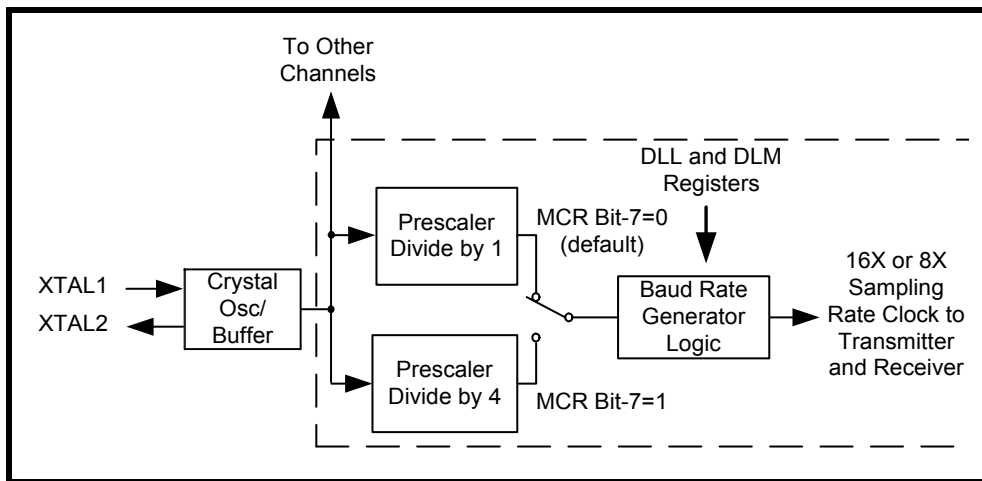 To Other
Channels
DLL and DLM
Registers
Prescaler
Divide by 1
MCR Bit-7=0
(default)
16X or 8X
Sampling
Rate Clock to
Transmitter
and Receiver
XTAL1
XTAL2
Crystal
Osc/
Buffer
Baud Rate
Generator
Logic
Prescaler
Divide by 4
MCR Bit-7=1